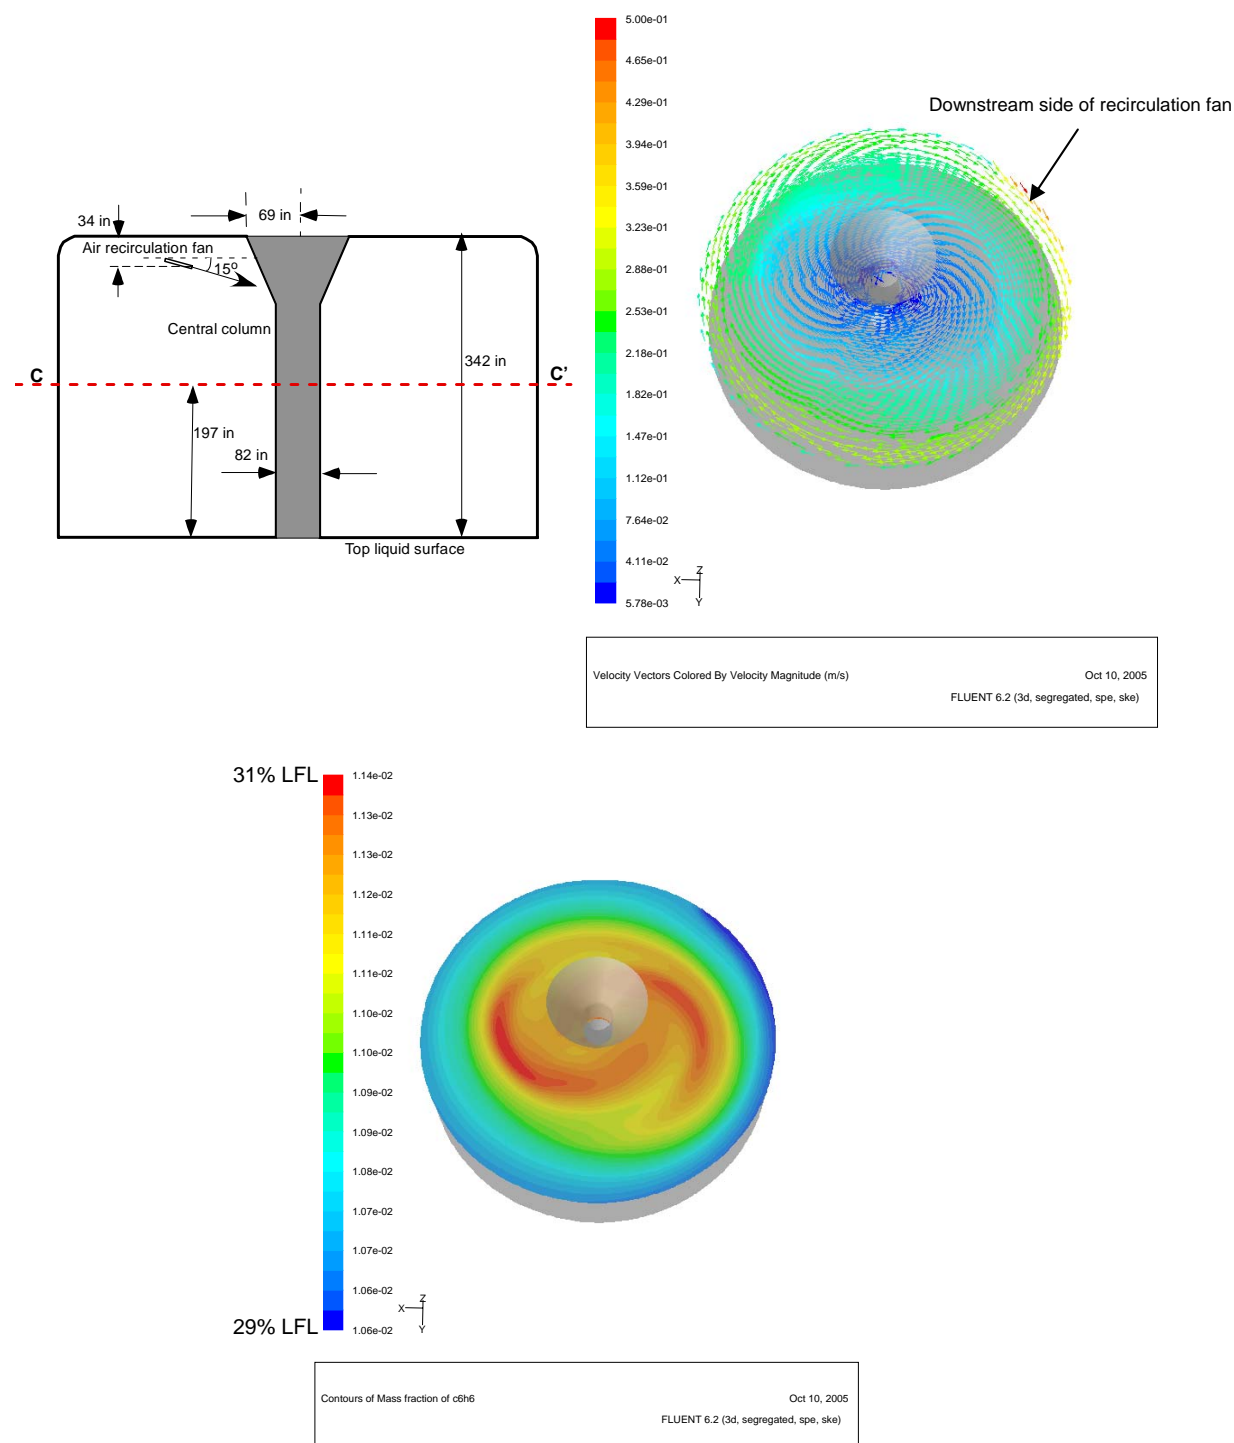 34 in
69 in
Air recirculation fan
15°
Central column
342 in
C
C'
197 in
82 in
Top liquid surface
5.00e-01
4.65e-01
4.29e-01
3.94e-01
3.59e-01
3.23e-01
2.88e-01
2.53e-01
2.18e-01
1.82e-01
1.47e-01
1.12e-01
7.64e-02
4.11e-02
5.78e-03
Downstream side of recirculation fan
Z
X
Y
Velocity Vectors Colored By Velocity Magnitude (m/s)
Oct 10, 2005
FLUENT 6.2 (3d, segregated, spe, ske)
31% LFL
1.14e-02
1.13e-02
1.13e-02
1.12e-02
1.11e-02
1.11e-02
1.10e-02
1.10e-02
1.09e-02
1.09e-02
1.08e-02
1.07e-02
1.07e-02
1.06e-02
29% LFL
1.06e-02
Z
X
Y
Contours of Mass fraction of c6h6
Oct 10, 2005
FLUENT 6.2 (3d, segregated, spe, ske)